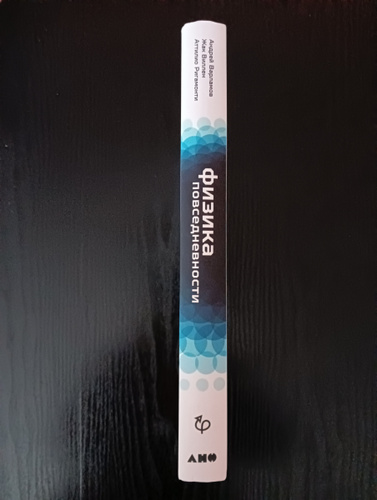 Андрей Варламов
Жак Виллен
Аттилио Ригамонти
физика
повседневности
АНФ